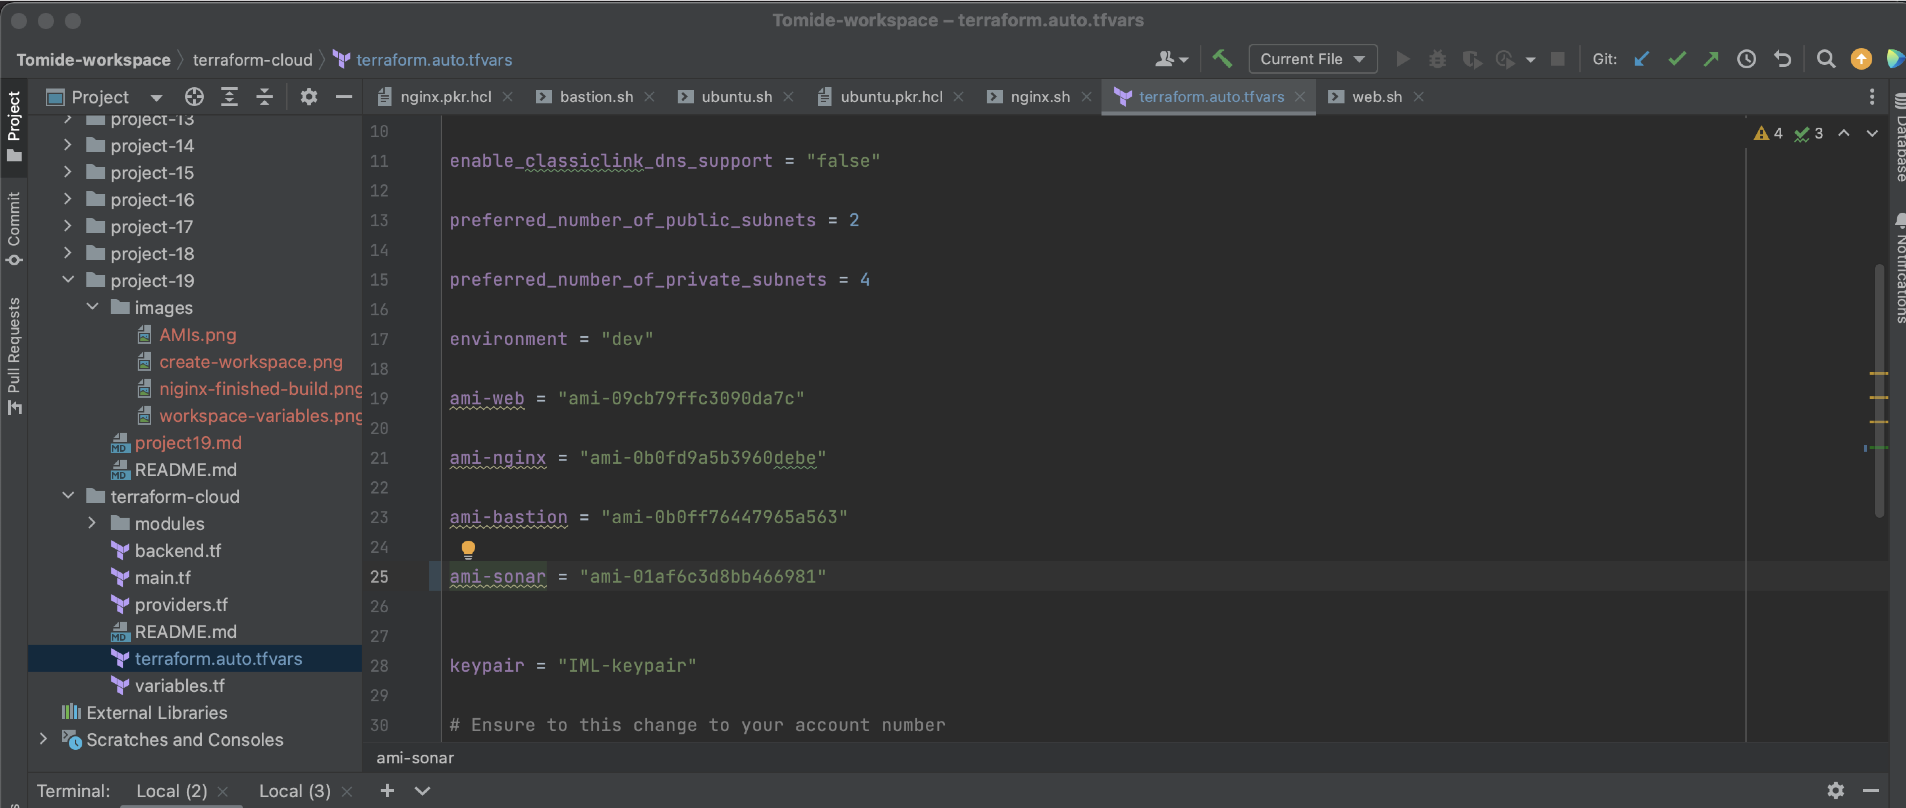 Tomide-workspace – terraform.auto.tfvars
Tomide-workspace terraform-cloud terraform.auto.tfvars
Current File
Git:
Project
nginx.pkr.hcl
bastion.sh
ubuntu.sh
ubuntu.pkr.hcl
nginx.sh
terraform.auto.tfvars
web.sh
Project
Commit
Pull Requests
project-13
project-14
project-15
project-16
project-17
project-18
project-19
images
AMIs.png
create-workspace.png
niginx-finished-build.png
workspace-variables.png
MD project19.md
MD README.md
terraform-cloud
modules
backend.tf
main.tf
providers.tf
MD README.md
terraform.auto.tfvars
variables.tf
External Libraries
Scratches and Consoles
4 3
10
11 enable_classiclink_dns_support = "false"
12
13 preferred_number_of_public_subnets = 2
14
15 preferred_number_of_private_subnets = 4
16
17 environment = "dev"
18
19 ami-web = "ami-09cb79ffc3090da7c"
20
21 ami-nginx = "ami-0b0fd9a5b3960debe"
22
23 ami-bastion = "ami-0b0ff76447965a563"
24
25 ami-sonar = "ami-01af6c3d8bb466981"
26
27
28 keypair = "IML-keypair"
29
30 # Ensure to this change to your account number
ami-sonar
Database
Notifications
Terminal: Local (2) Local (3)